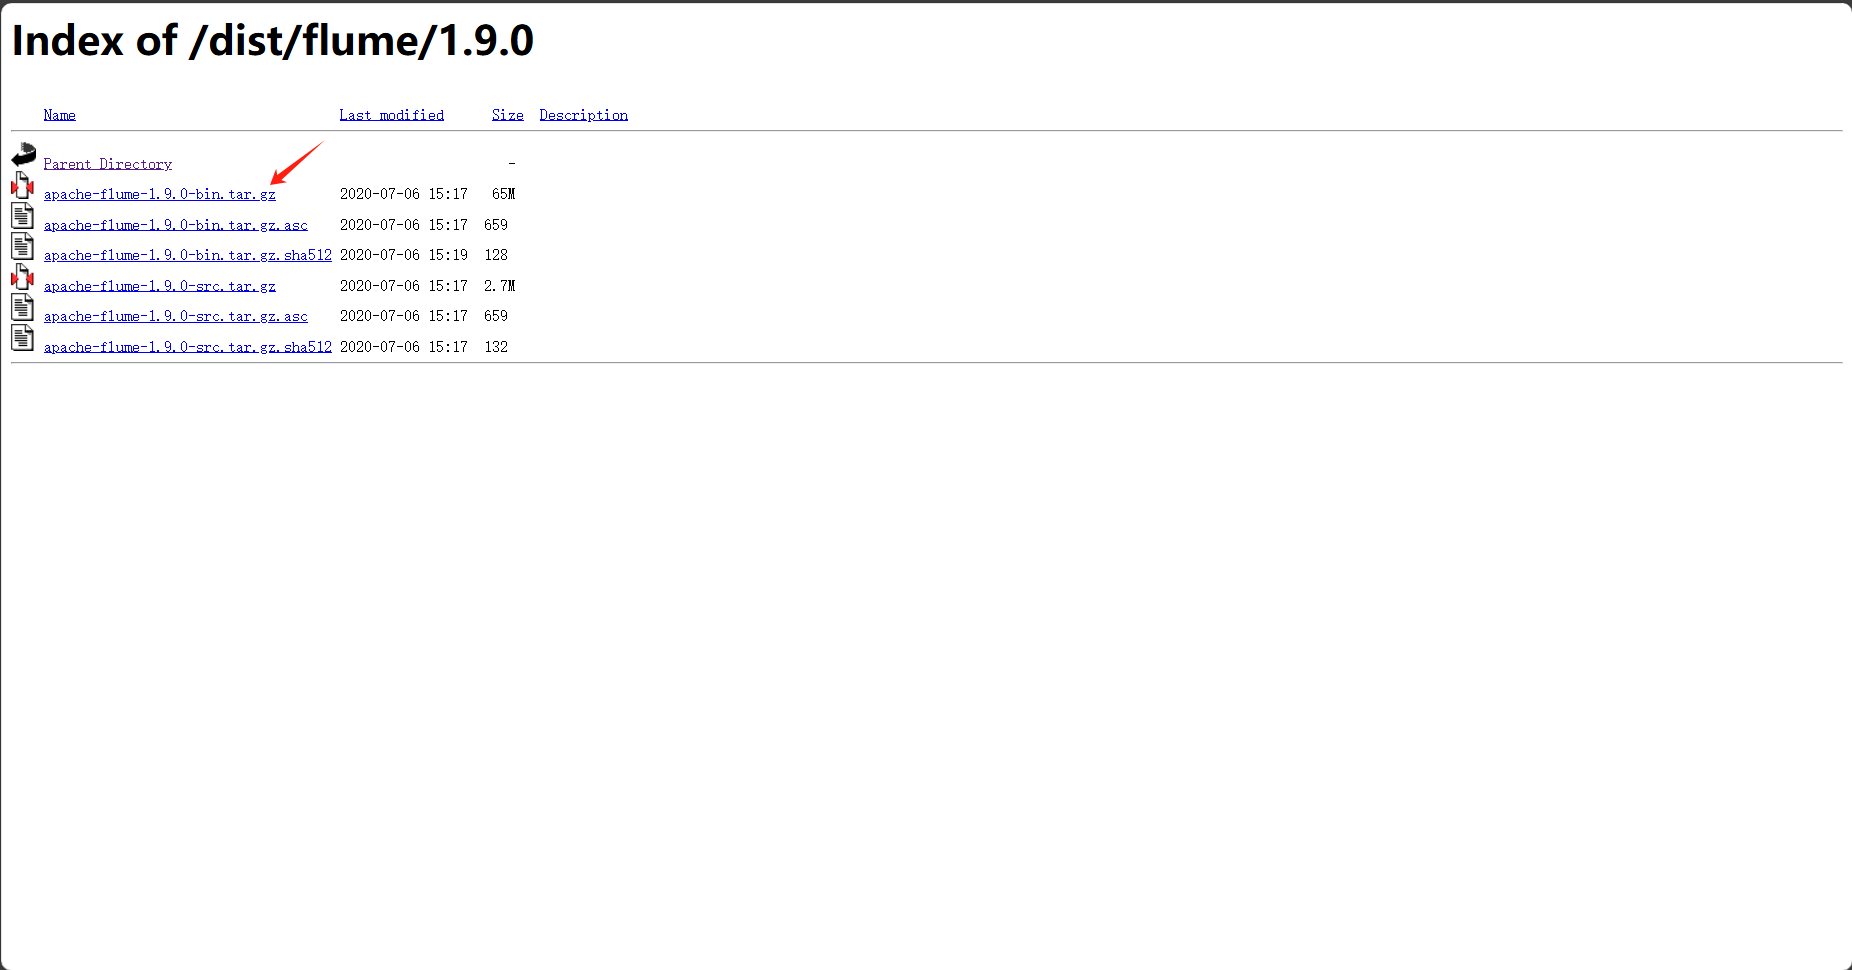 Index of /dist/flume/1.9.0
Name Last modified Size Description
Parent Directory -
apache-flume-1.9.0-bin.tar.gz 2020-07-06 15:17 65M
apache-flume-1.9.0-bin.tar.gz.asc 2020-07-06 15:17 659
apache-flume-1.9.0-bin.tar.gz.sha512 2020-07-06 15:19 128
apache-flume-1.9.0-src.tar.gz 2020-07-06 15:17 2.7M
apache-flume-1.9.0-src.tar.gz.asc 2020-07-06 15:17 659
apache-flume-1.9.0-src.tar.gz.sha512 2020-07-06 15:17 132